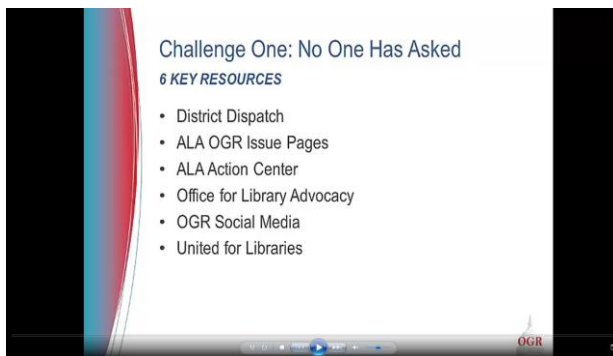 Challenge One: No One Has Asked
6 KEY RESOURCES
• District Dispatch
• ALA OGR Issue Pages
• ALA Action Center
• Office for Library Advocacy
• OGR Social Media
• United for Libraries
OGR